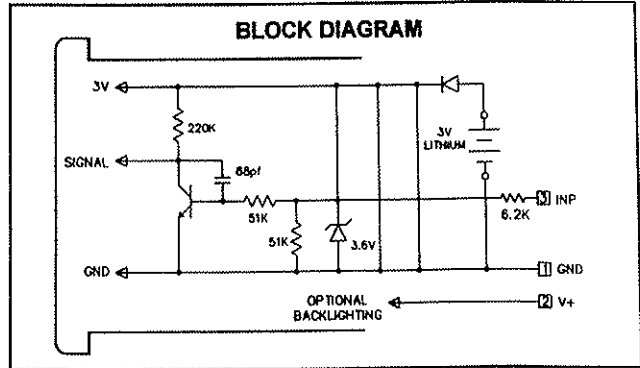 BLOCK DIAGRAM
3V
220K
3V
LITHIUM
SIGNAL
68pf
51K
6.2K
3 INP
51K
3.6V
GND
1 GND
OPTIONAL
BACKLIGHTING
2 V+